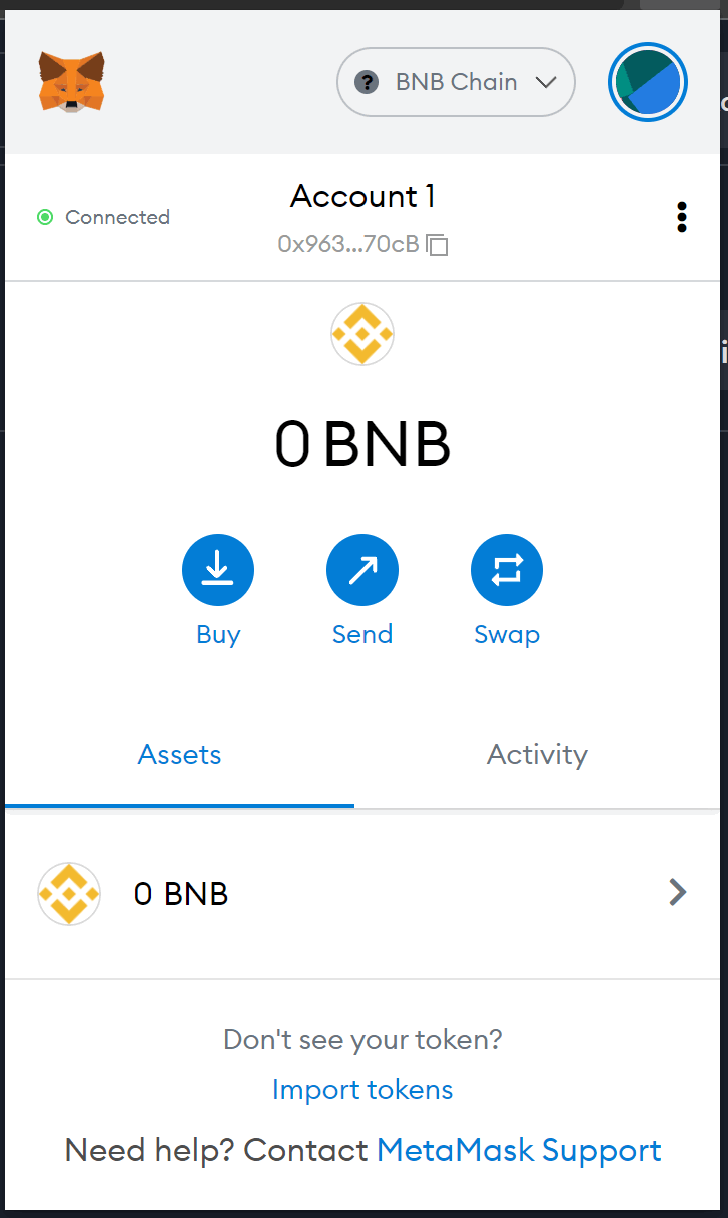 BNB Chain
Connected
Account 1
0x963...70cB
0 BNB
Buy
Send
Swap
Assets
Activity
0 BNB
Don't see your token?
Import tokens
Need help? Contact MetaMask Support